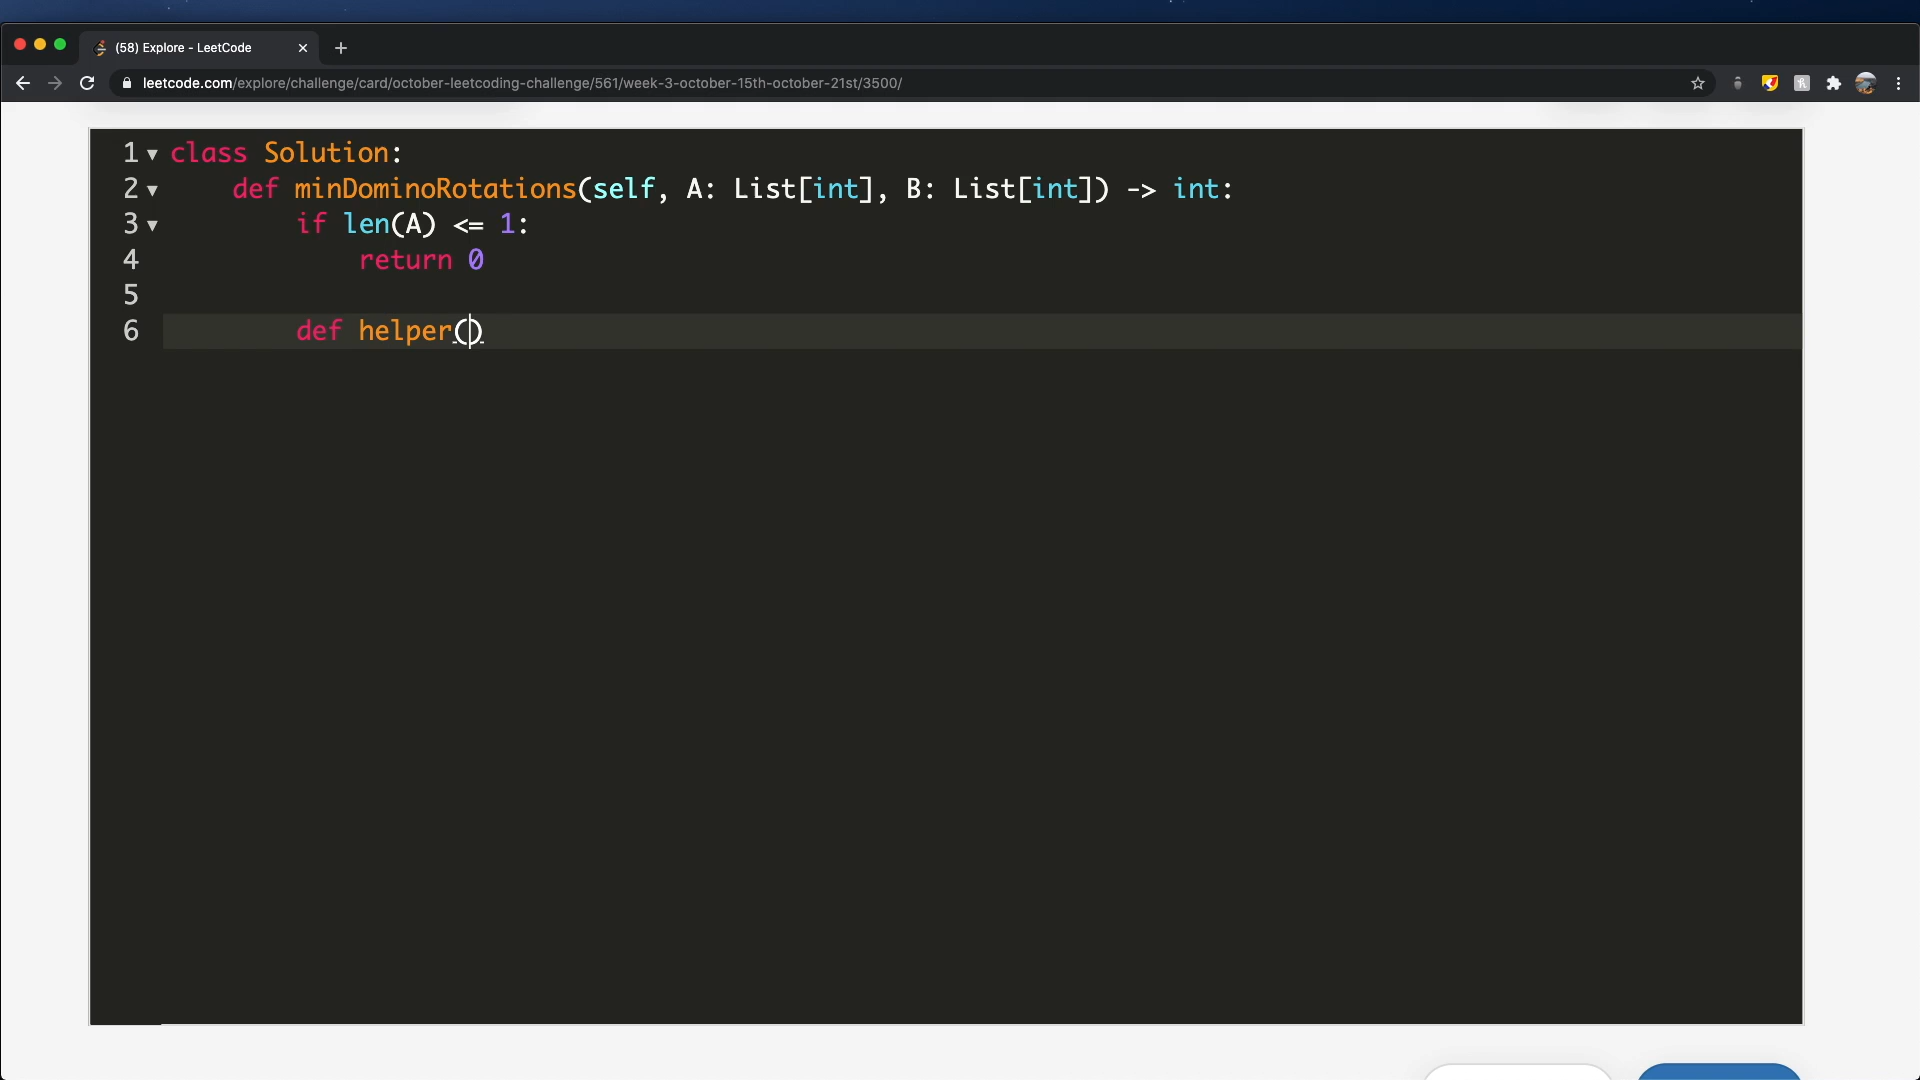 (58) Explore - LeetCode
leetcode.com/explore/challenge/card/october-leetcoding-challenge/561/week-3-october-15th-october-21st/3500/
1 class Solution:
2 def minDominoRotations(self, A: List[int], B: List[int]) -> int:
3 if len(A) <= 1:
4 return 0
5
6 def helper()